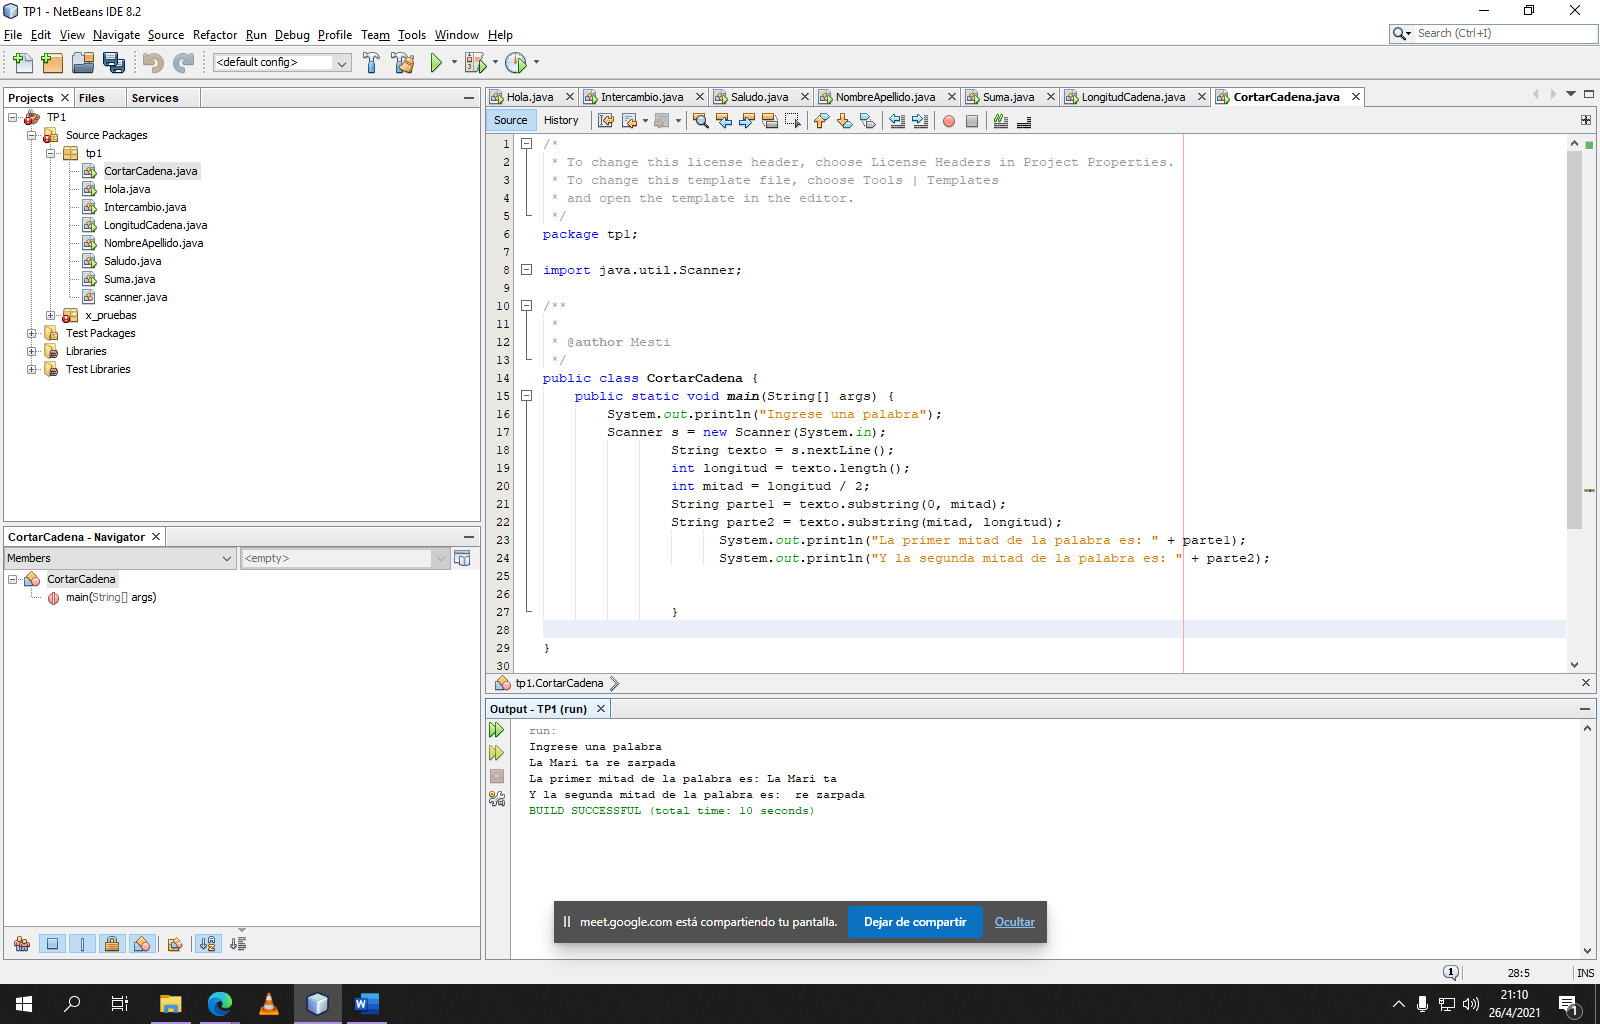 TP1 - NetBeans IDE 8.2
File Edit View Navigate Source Refactor Run Debug Profile Team Tools Window Help
Search (Ctrl+I)
<default config>
Projects Files Services
TP1
Source Packages
tp1
CortarCadena.java
Hola.java
Intercambio.java
LongitudCadena.java
NombreApellido.java
Saludo.java
Suma.java
scanner.java
x_pruebas
Test Packages
Libraries
Test Libraries
CortarCadena - Navigator
Members <empty>
CortarCadena
main(String[] args)
Hola.java Intercambio.java Saludo.java NombreApellido.java Suma.java LongitudCadena.java CortarCadena.java
Source History
1 /*
2 * To change this license header, choose License Headers in Project Properties.
3 * To change this template file, choose Tools | Templates
4 * and open the template in the editor.
5 */
6 package tp1;
7
8 import java.util.Scanner;
9
10 /**
11 *
12 * @author Mesti
13 */
14 public class CortarCadena {
15 public static void main(String[] args) {
16 System.out.println("Ingrese una palabra");
17 Scanner s = new Scanner(System.in);
18 String texto = s.nextLine();
19 int longitud = texto.length();
20 int mitad = longitud / 2;
21 String parte1 = texto.substring(0, mitad);
22 String parte2 = texto.substring(mitad, longitud);
23 System.out.println("La primer mitad de la palabra es: " + parte1);
24 System.out.println("Y la segunda mitad de la palabra es: " + parte2);
25
26
27 }
28
29 }
30
tp1.CortarCadena
Output - TP1 (run)
run:
Ingrese una palabra
La Mari ta re zarpada
La primer mitad de la palabra es: La Mari ta
Y la segunda mitad de la palabra es:  re zarpada
BUILD SUCCESSFUL (total time: 10 seconds)
meet.google.com está compartiendo tu pantalla. Dejar de compartir Ocultar
1 28:5 INS
21:10
26/4/2021
1